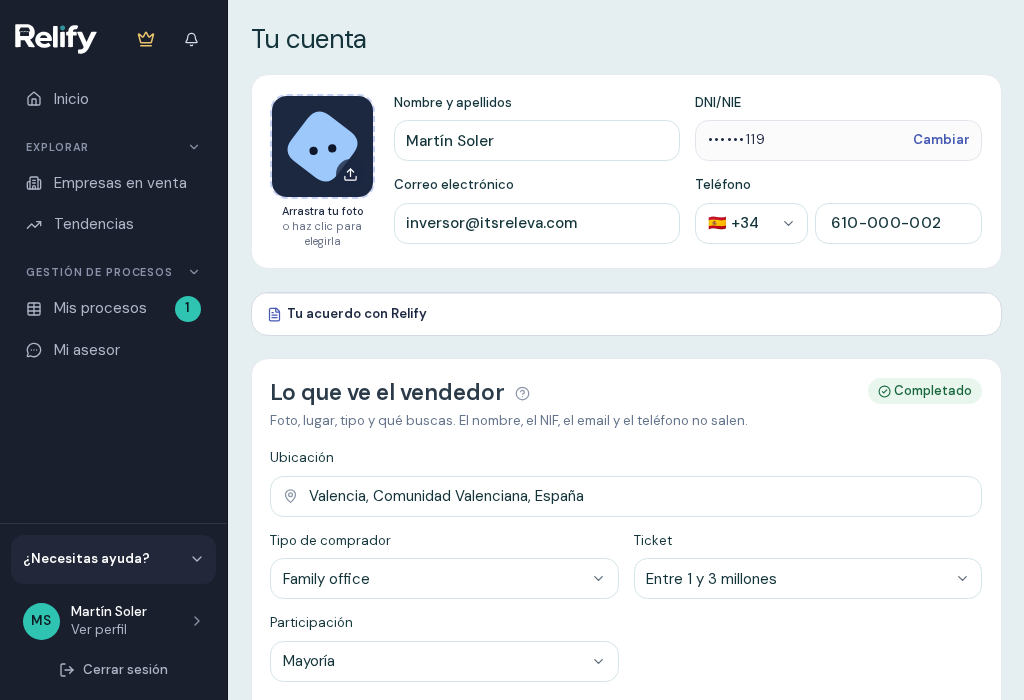 Relify
Inicio
EXPLORAR
Empresas en venta
Tendencias
GESTIÓN DE PROCESOS
Mis procesos
1
Mi asesor
¿Necesitas ayuda?
MS
Martín Soler
Ver perfil
Cerrar sesión
Tu cuenta
Arrastra tu foto
o haz clic para
elegirla
Nombre y apellidos
Martín Soler
DNI/NIE
••••••119
Cambiar
Correo electrónico
inversor@itsreleva.com
Teléfono
🇪🇸 +34
610-000-002
Tu acuerdo con Relify
Lo que ve el vendedor
Completado
Foto, lugar, tipo y qué buscas. El nombre, el NIF, el email y el teléfono no salen.
Ubicación
Valencia, Comunidad Valenciana, España
Tipo de comprador
Family office
Ticket
Entre 1 y 3 millones
Participación
Mayoría